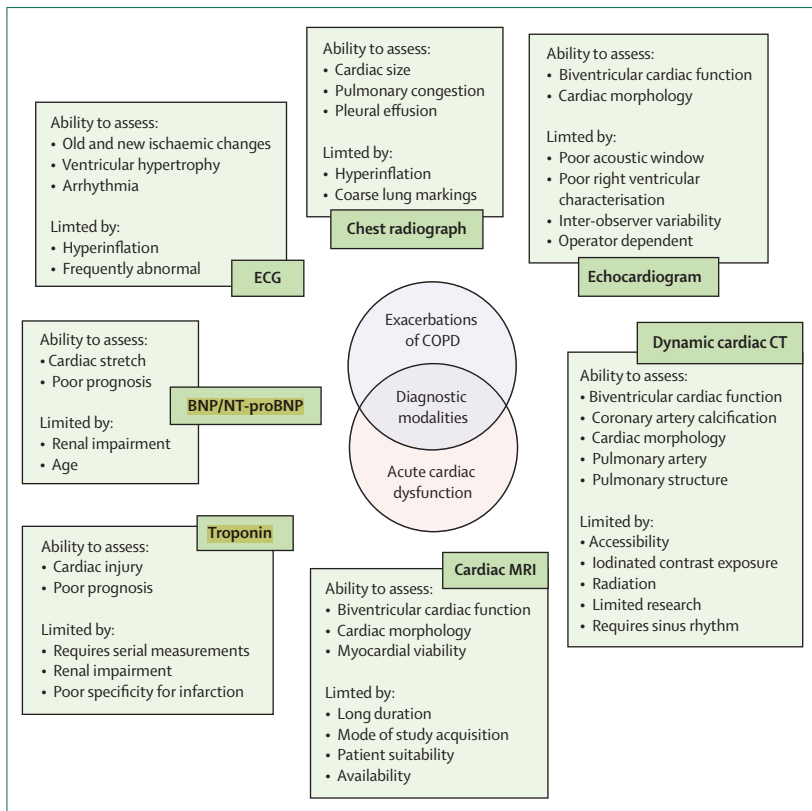 Ability to assess:
• Cardiac size
• Pulmonary congestion
• Pleural effusion
Limted by:
• Hyperinflation
• Coarse lung markings
Chest radiograph
Ability to assess:
• Biventricular cardiac function
• Cardiac morphology
Limted by:
• Poor acoustic window
• Poor right ventricular
characterisation
• Inter-observer variability
• Operator dependent
Echocardiogram
Ability to assess:
• Old and new ischaemic changes
• Ventricular hypertrophy
• Arrhythmia
Limted by:
• Hyperinflation
• Frequently abnormal
ECG
Exacerbations
of COPD
Diagnostic
modalities
Acute cardiac
dysfunction
Ability to assess:
• Cardiac stretch
• Poor prognosis
Limited by:
• Renal impairment
• Age
BNP/NT-proBNP
Dynamic cardiac CT
Ability to assess:
• Biventricular cardiac function
• Coronary artery calcification
• Cardiac morphology
• Pulmonary artery
• Pulmonary structure
Limited by:
• Accessibility
• Iodinated contrast exposure
• Radiation
• Limited research
• Requires sinus rhythm
Troponin
Ability to assess:
• Cardiac injury
• Poor prognosis
Limited by:
• Requires serial measurements
• Renal impairment
• Poor specificity for infarction
Cardiac MRI
Ability to assess:
• Biventricular cardiac function
• Cardiac morphology
• Myocardial viability
Limted by:
• Long duration
• Mode of study acquisition
• Patient suitability
• Availability